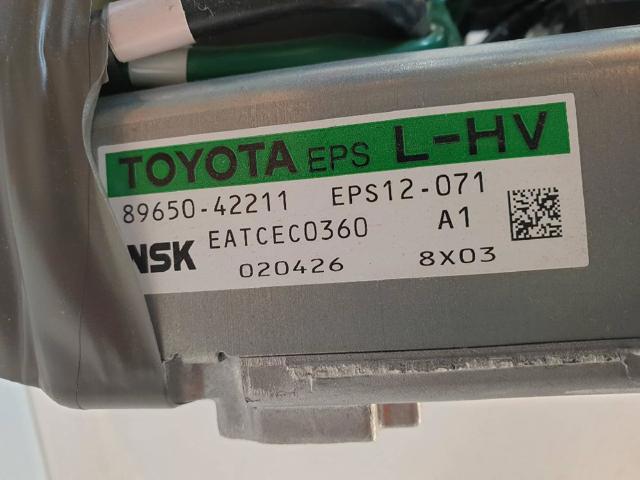 TOYOTA EPS L-HV
89650-42211 EPS12-071
NSK EATCEC0360 A1
020426 8X03